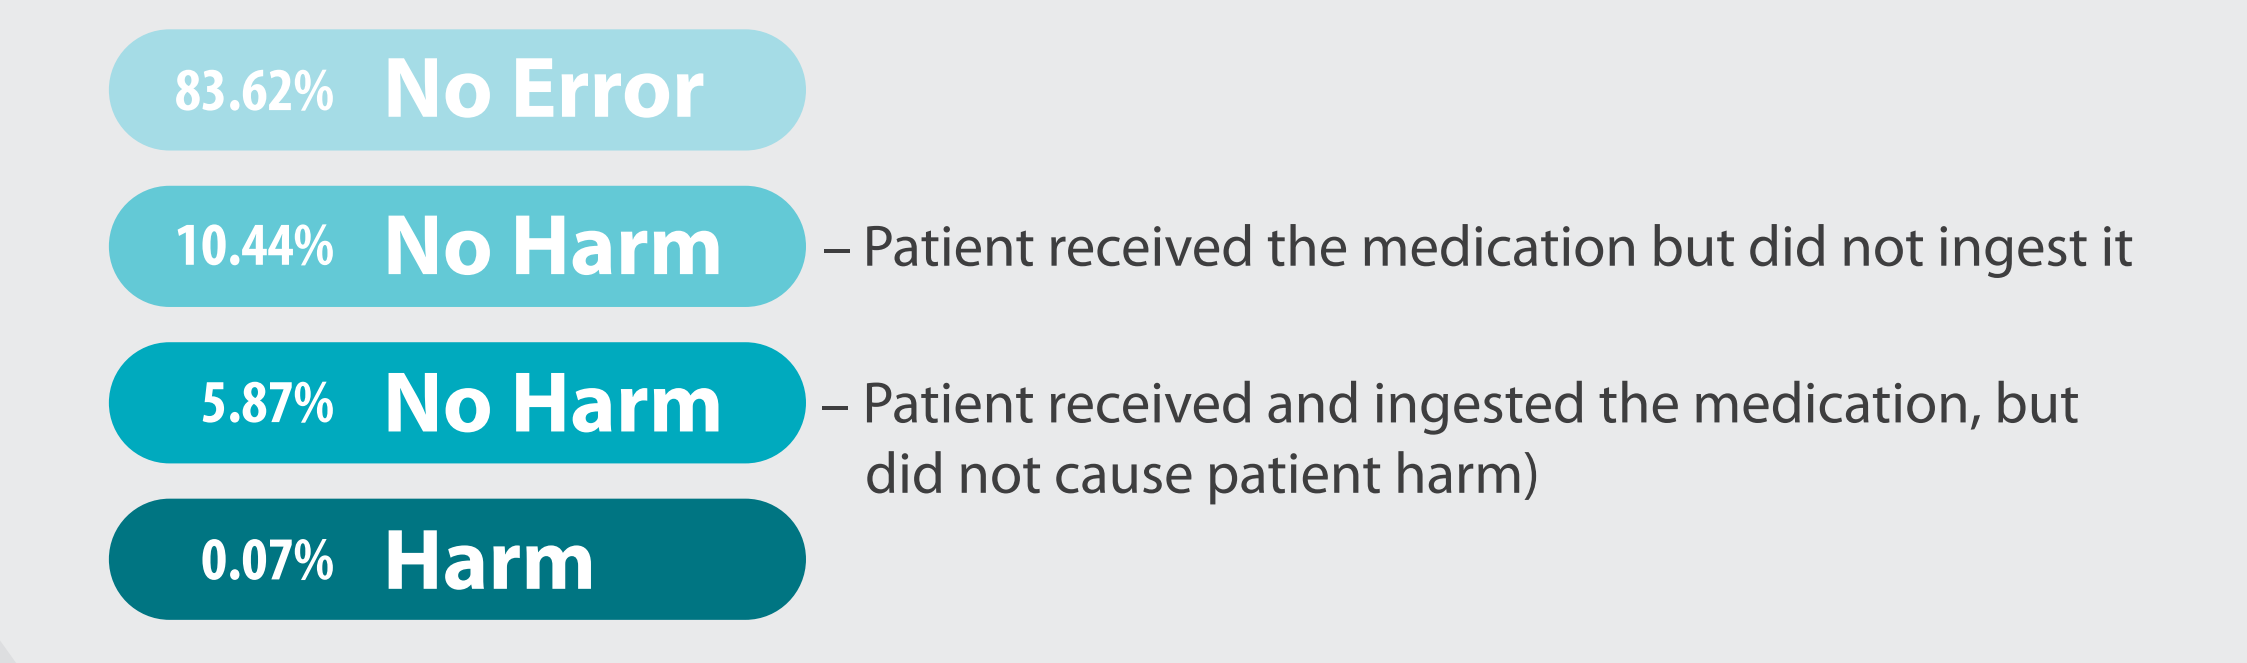 83.62% No Error
10.44% No Harm – Patient received the medication but did not ingest it
5.87% No Harm – Patient received and ingested the medication, but
did not cause patient harm)
0.07% Harm